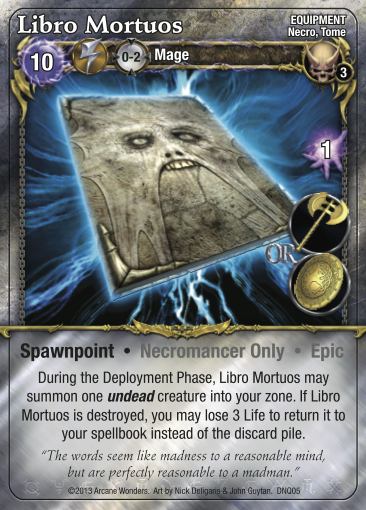 Libro Mortuos
EQUIPMENT
Necro, Tome
10
0-2
Mage
3
1
OR
Spawnpoint • Necromancer Only • Epic
During the Deployment Phase, Libro Mortuos may
summon one undead creature into your zone. If Libro
Mortuos is destroyed, you may lose 3 Life to return it to
your spellbook instead of the discard pile.
"The words seem like madness to a reasonable mind,
but are perfectly reasonable to a madman."
©2013 Arcane Wonders. Art by Nick Deligaris & John Guytan. DNQ05